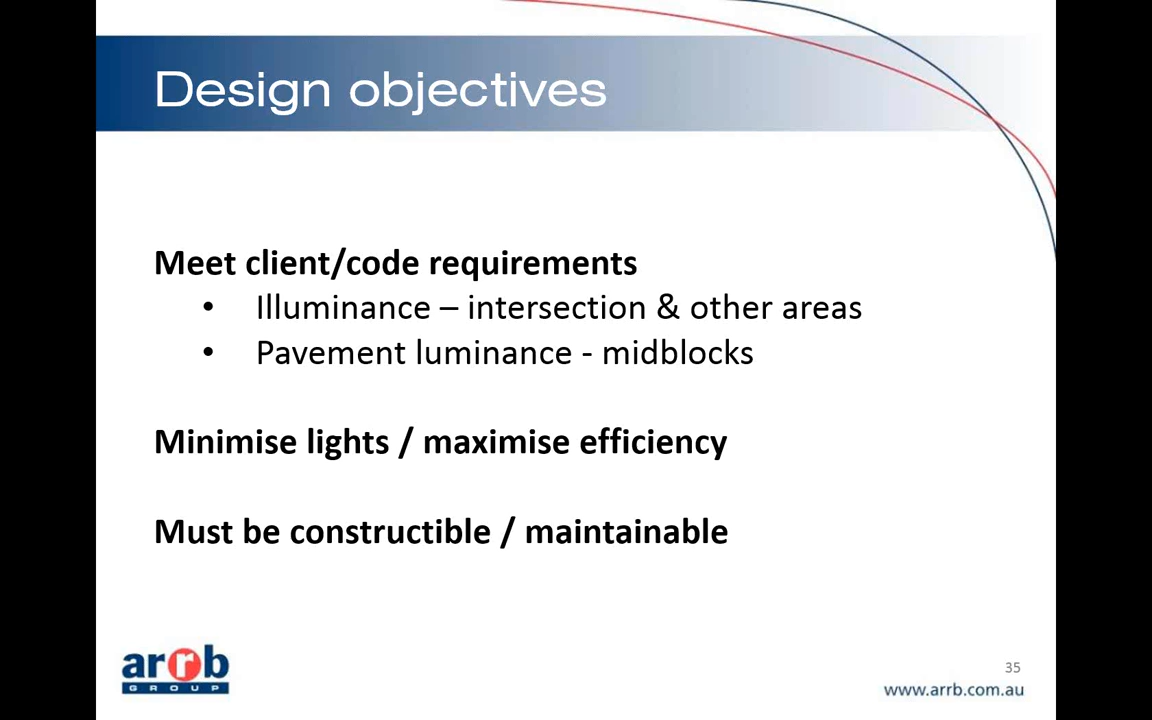 Design objectives
Meet client/code requirements
• Illuminance – intersection & other areas
• Pavement luminance - midblocks
Minimise lights / maximise efficiency
Must be constructible / maintainable
arrb
GROUP
35
www.arrb.com.au